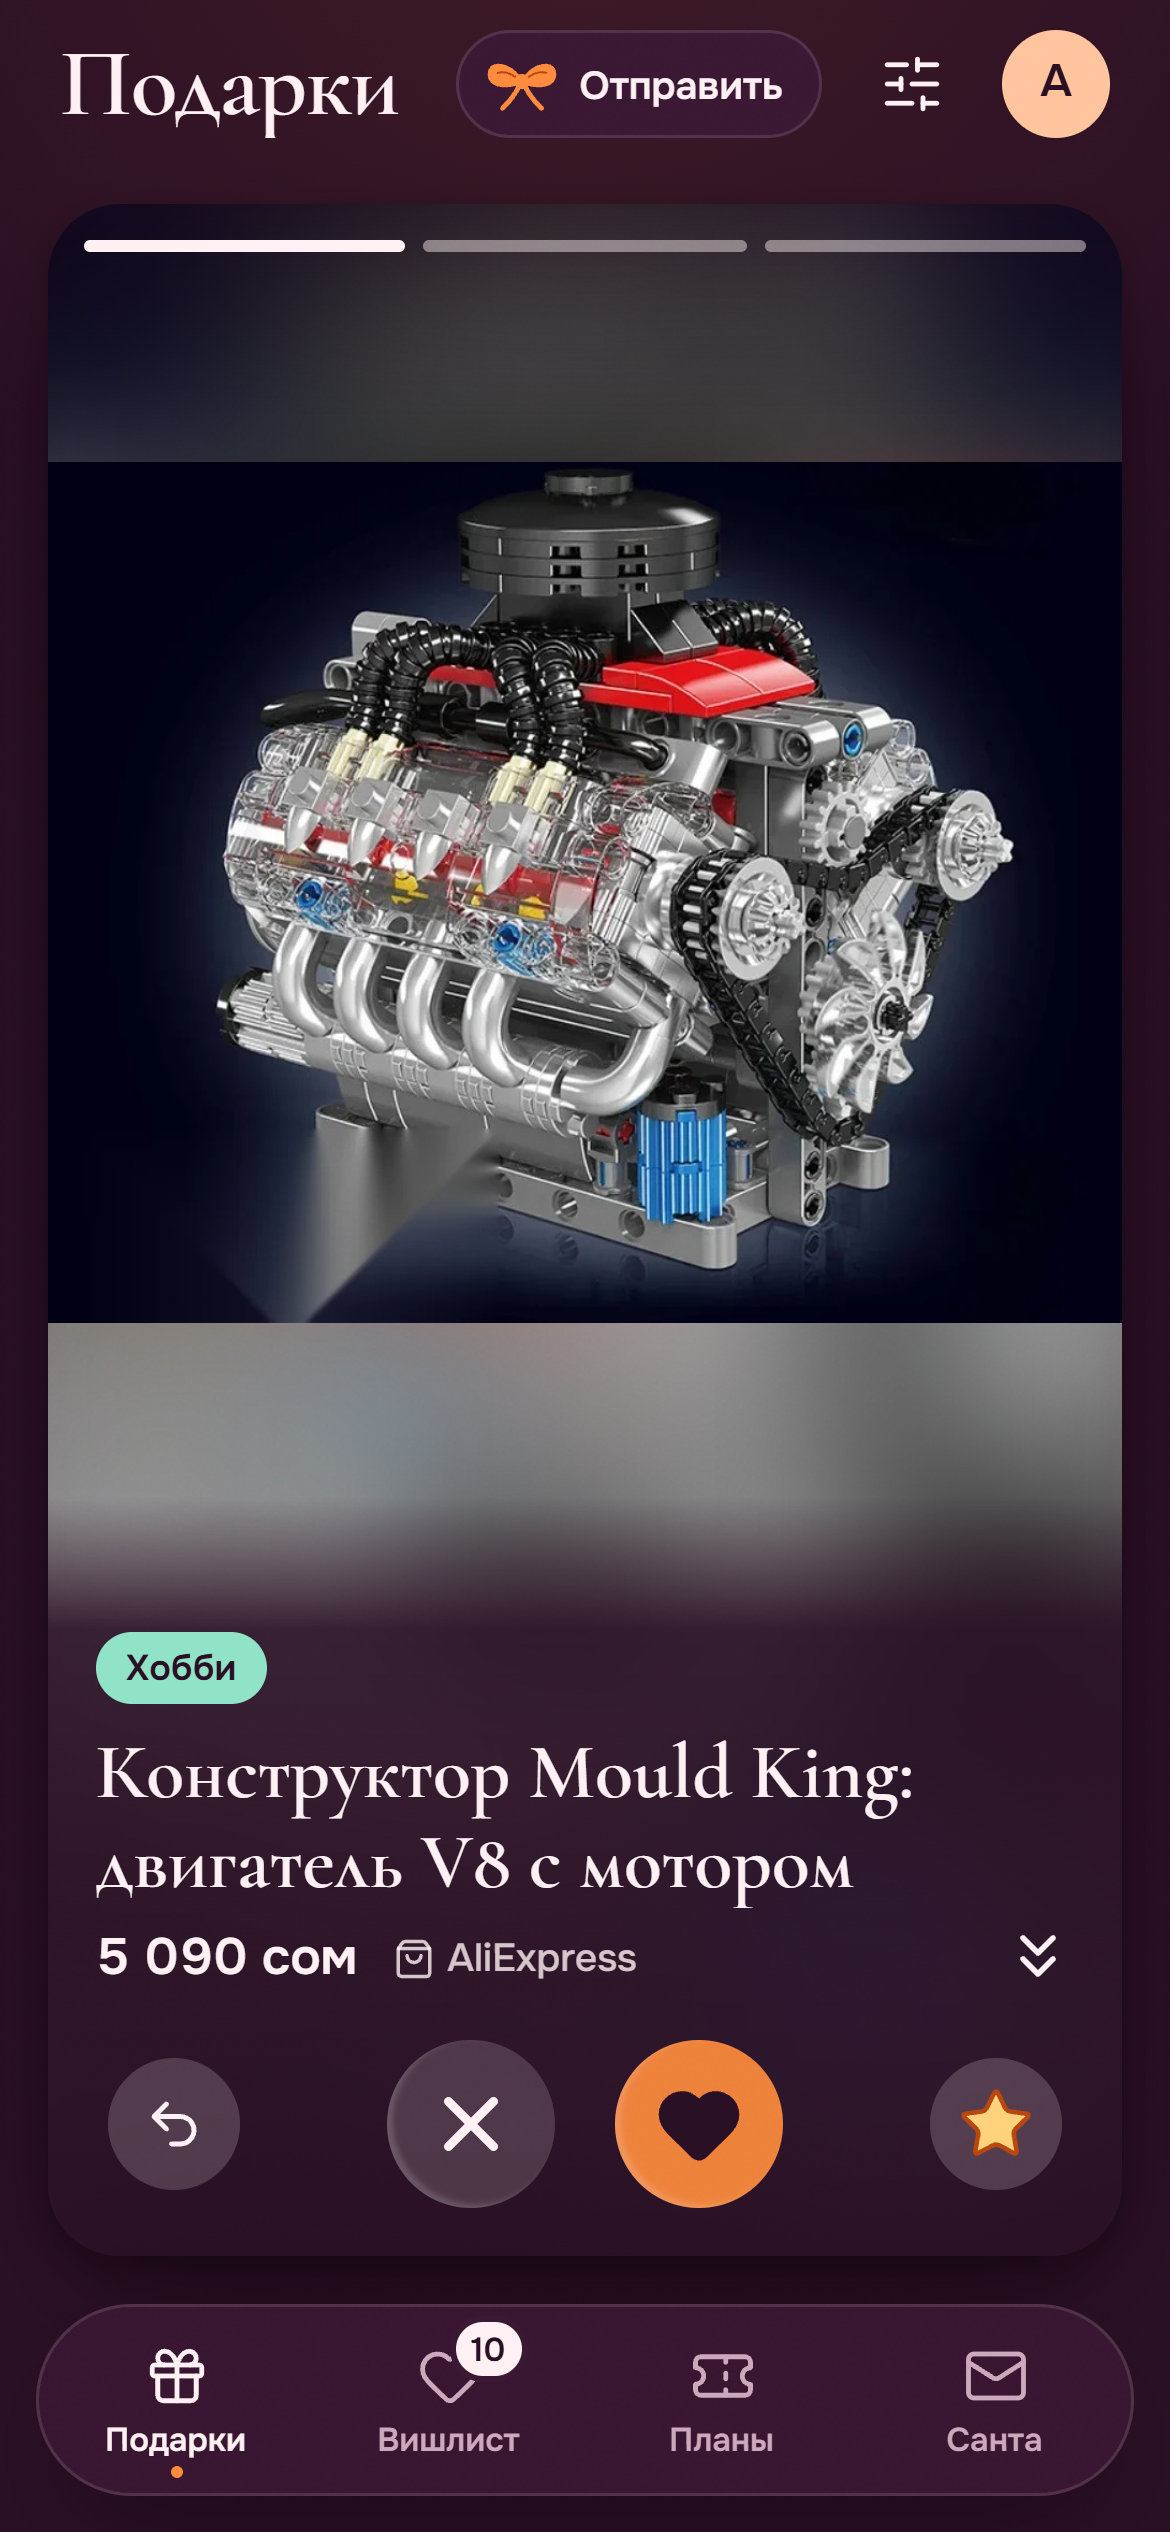 Подарки
Отправить
A
Хобби
Конструктор Mould King:
двигатель V8 с мотором
5 090 сом
AliExpress
10
Подарки
Вишлист
Планы
Санта